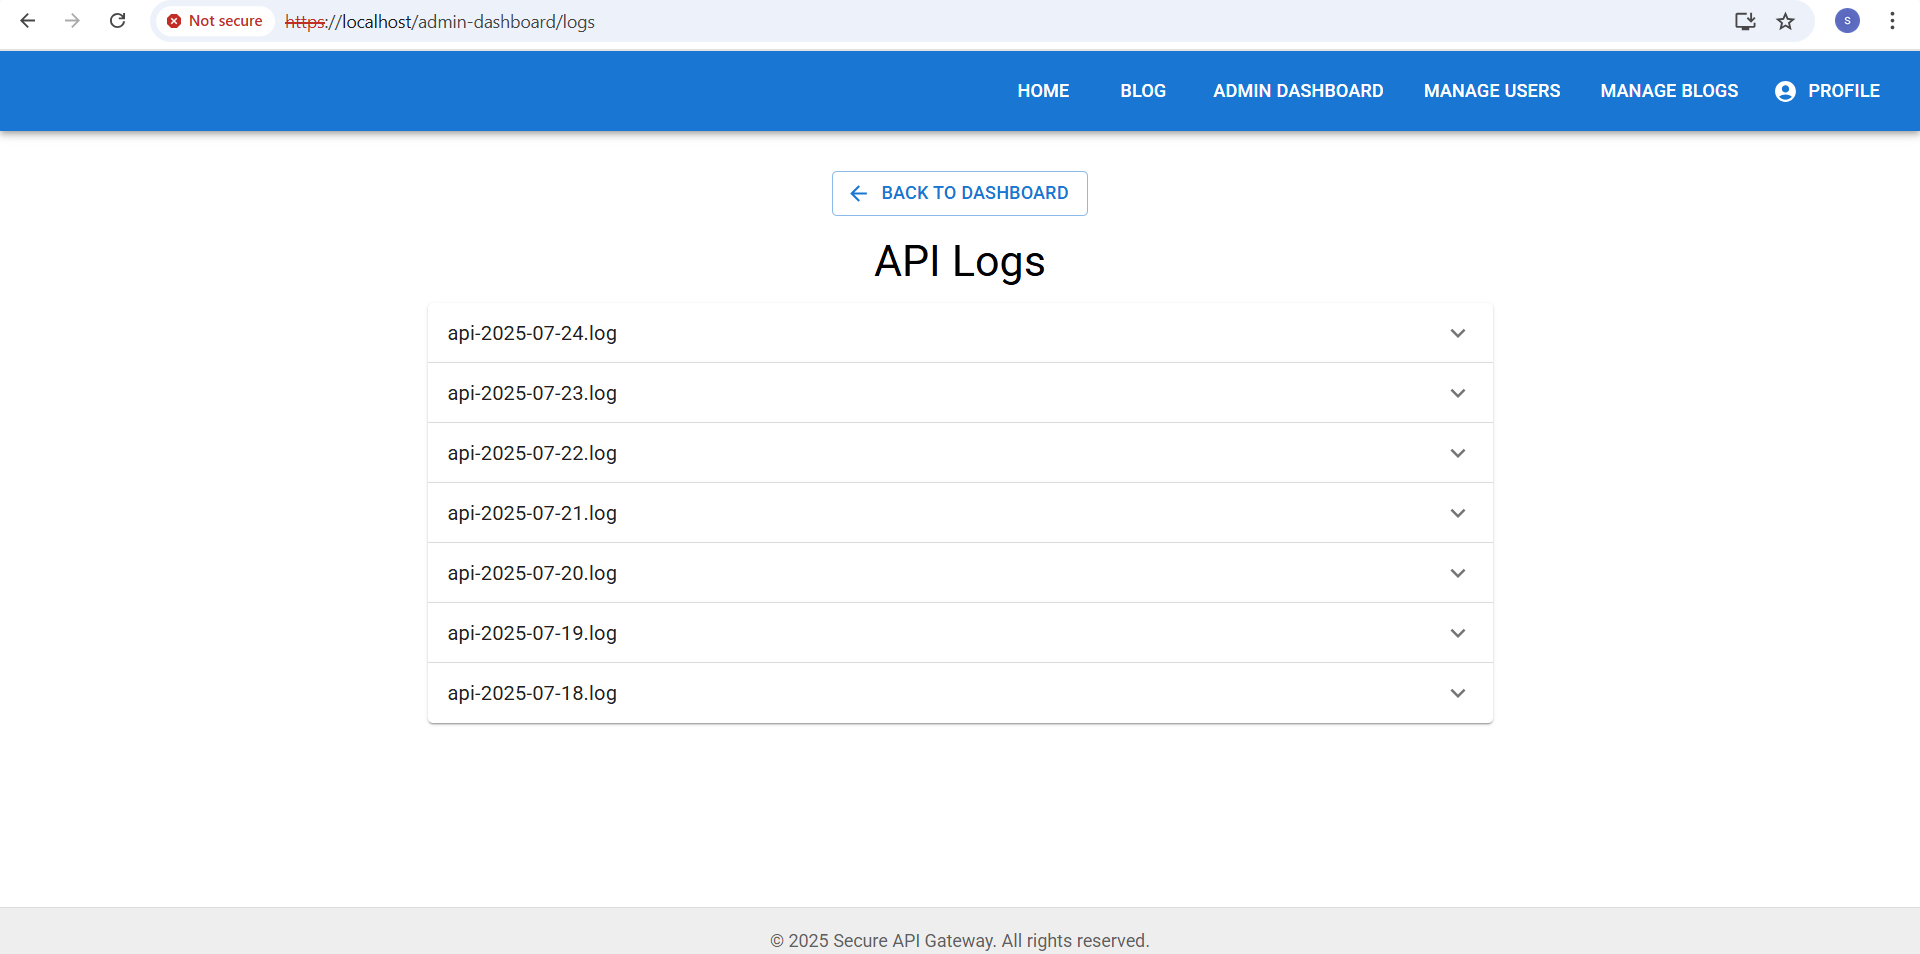 Not secure https://localhost/admin-dashboard/logs S
HOME BLOG ADMIN DASHBOARD MANAGE USERS MANAGE BLOGS PROFILE
BACK TO DASHBOARD
API Logs
api-2025-07-24.log
api-2025-07-23.log
api-2025-07-22.log
api-2025-07-21.log
api-2025-07-20.log
api-2025-07-19.log
api-2025-07-18.log
© 2025 Secure API Gateway. All rights reserved.